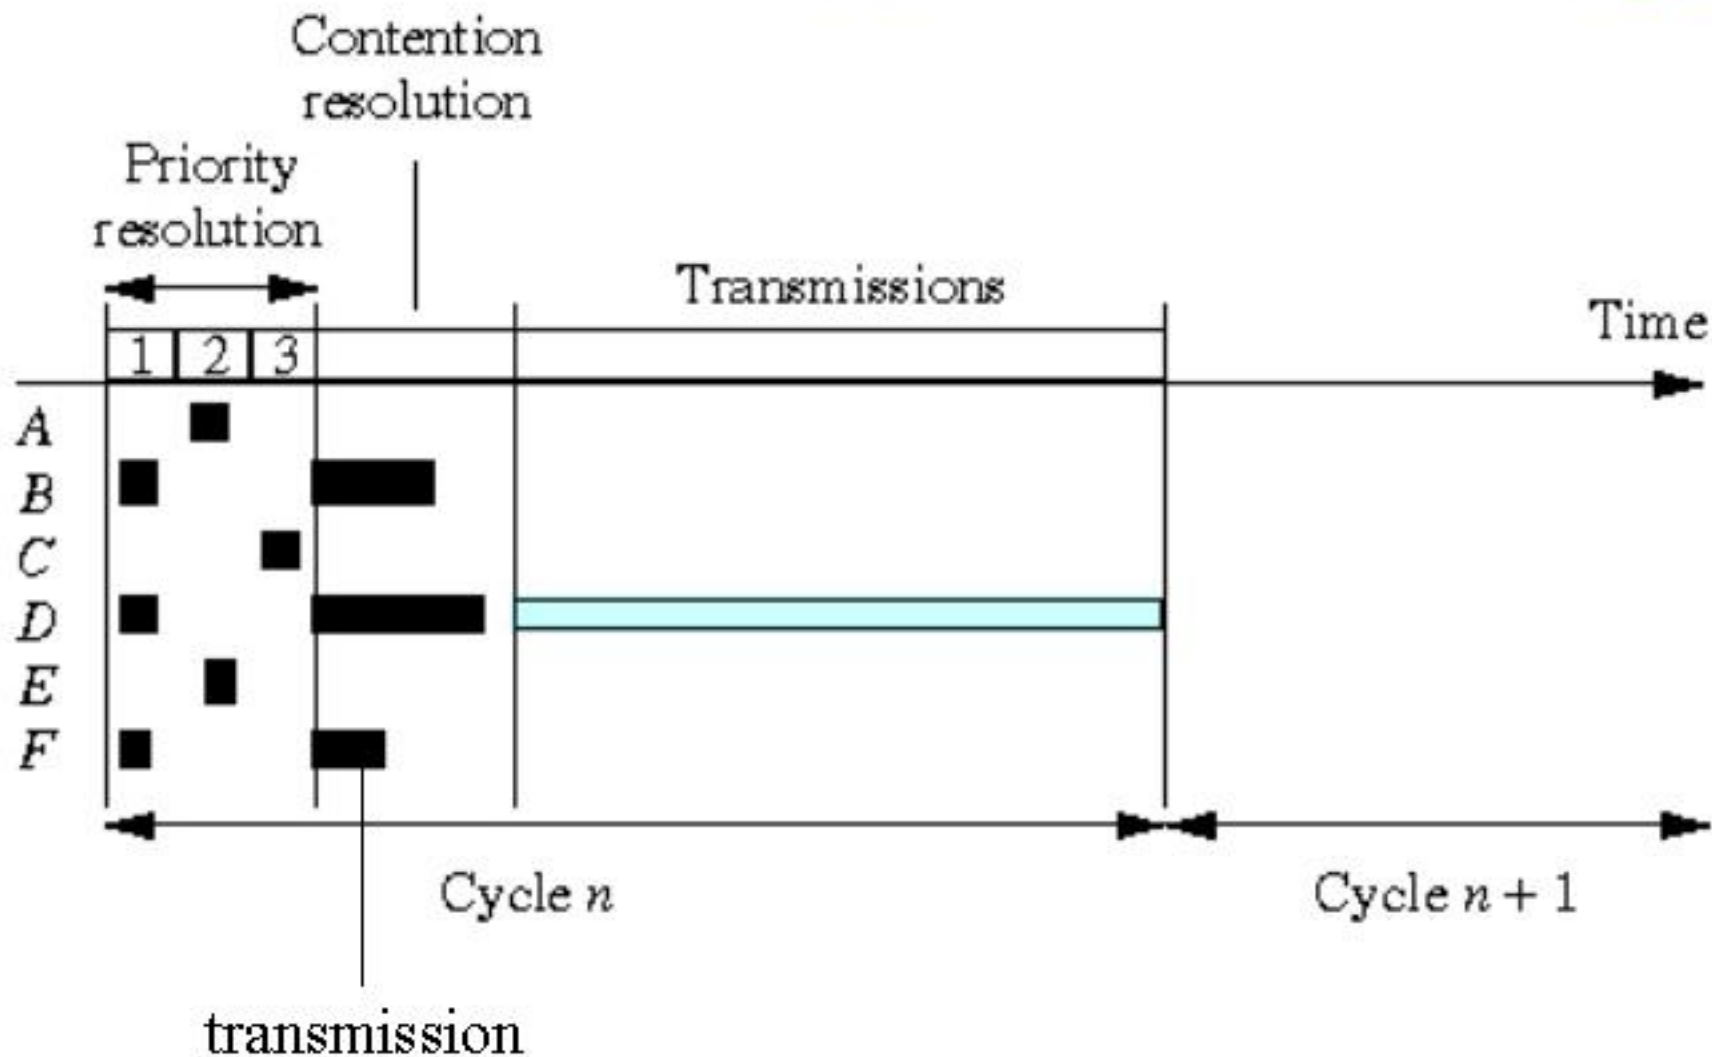 Contention
resolution
Priority
resolution
Transmissions
Time
1 2 3
A
B
C
D
E
F
Cycle n
Cycle n + 1
transmission